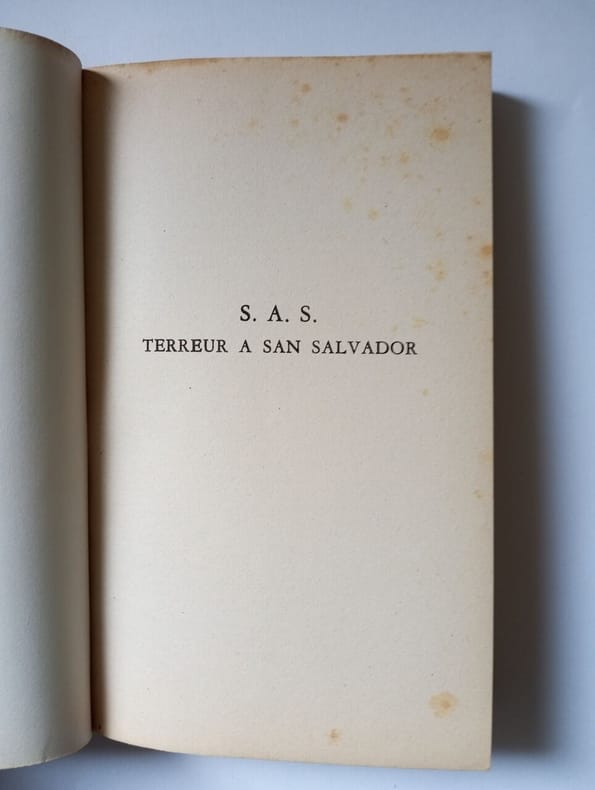 S. A. S.
TERREUR A SAN SALVADOR